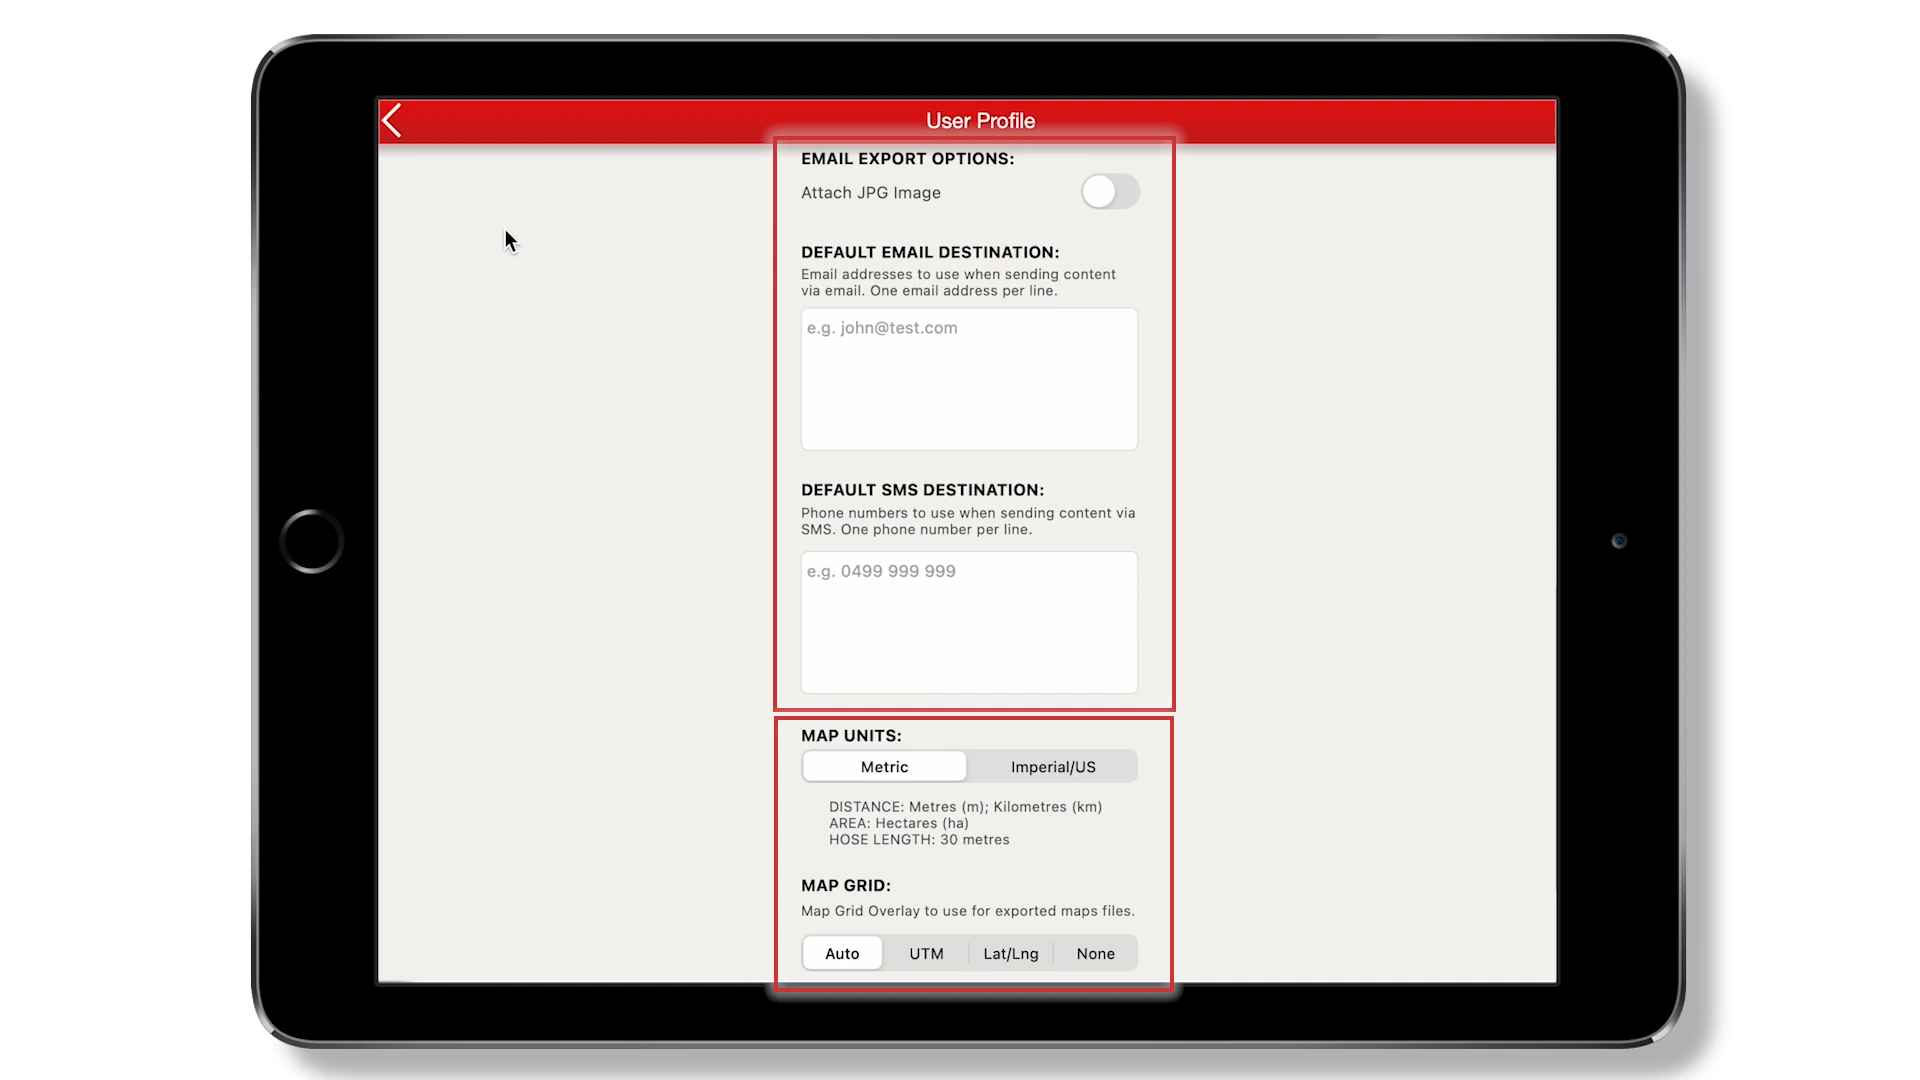 User Profile
EMAIL EXPORT OPTIONS:
Attach JPG Image
DEFAULT EMAIL DESTINATION:
Email addresses to use when sending content
via email. One email address per line.
e.g. john@test.com
DEFAULT SMS DESTINATION:
Phone numbers to use when sending content via
SMS. One phone number per line.
e.g. 0499 999 999
MAP UNITS:
Metric Imperial/US
DISTANCE: Metres (m); Kilometres (km)
AREA: Hectares (ha)
HOSE LENGTH: 30 metres
MAP GRID:
Map Grid Overlay to use for exported maps files.
Auto UTM Lat/Lng None